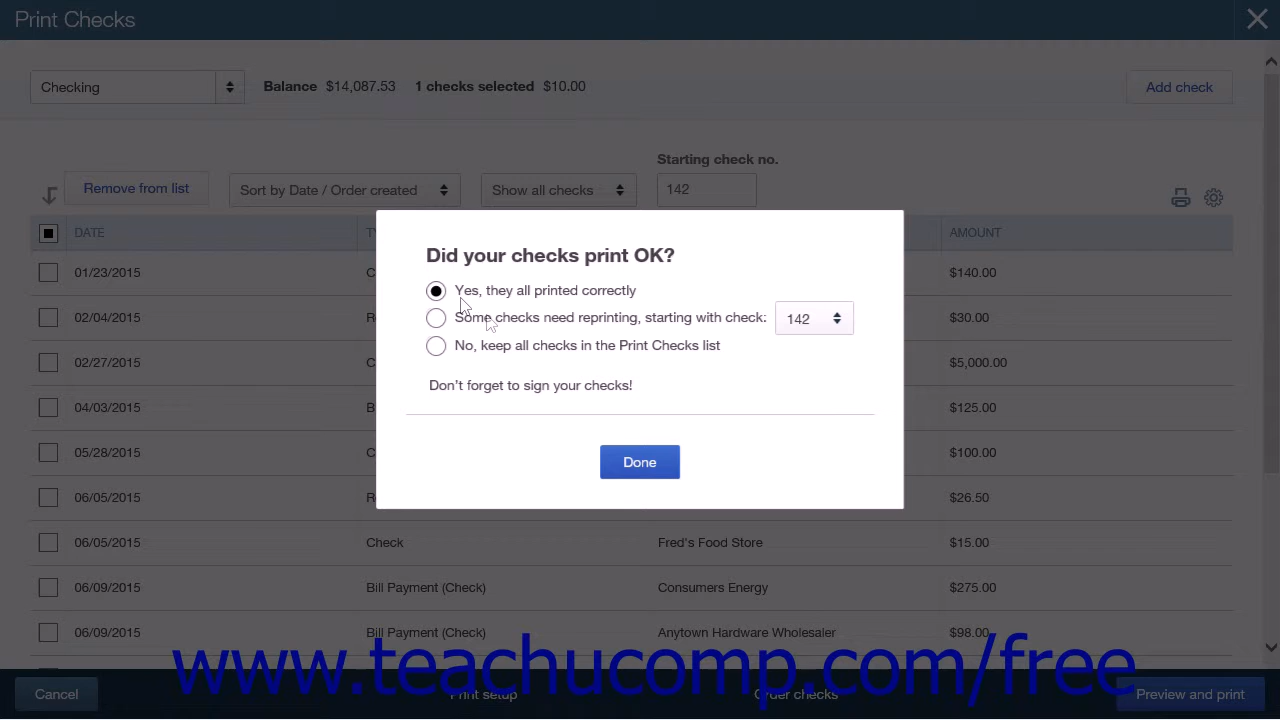 Print Checks
Checking
Balance $14,087.53 1 checks selected $10.00
Add check
Starting check no.
Remove from list
Sort by Date / Order created
Show all checks
142
DATE
AMOUNT
01/23/2015 $140.00
02/04/2015 $30.00
02/27/2015 $5,000.00
04/03/2015 $125.00
05/28/2015 $100.00
06/05/2015 $26.50
06/05/2015 Check Fred's Food Store $15.00
06/09/2015 Bill Payment (Check) Consumers Energy $275.00
06/09/2015 Bill Payment (Check) Anytown Hardware Wholesaler $98.00
Did your checks print OK?
Yes, they all printed correctly
Some checks need reprinting, starting with check: 142
No, keep all checks in the Print Checks list
Don't forget to sign your checks!
Done
www.teachucomp.com/free
Cancel
Print setup
Order checks
Preview and print